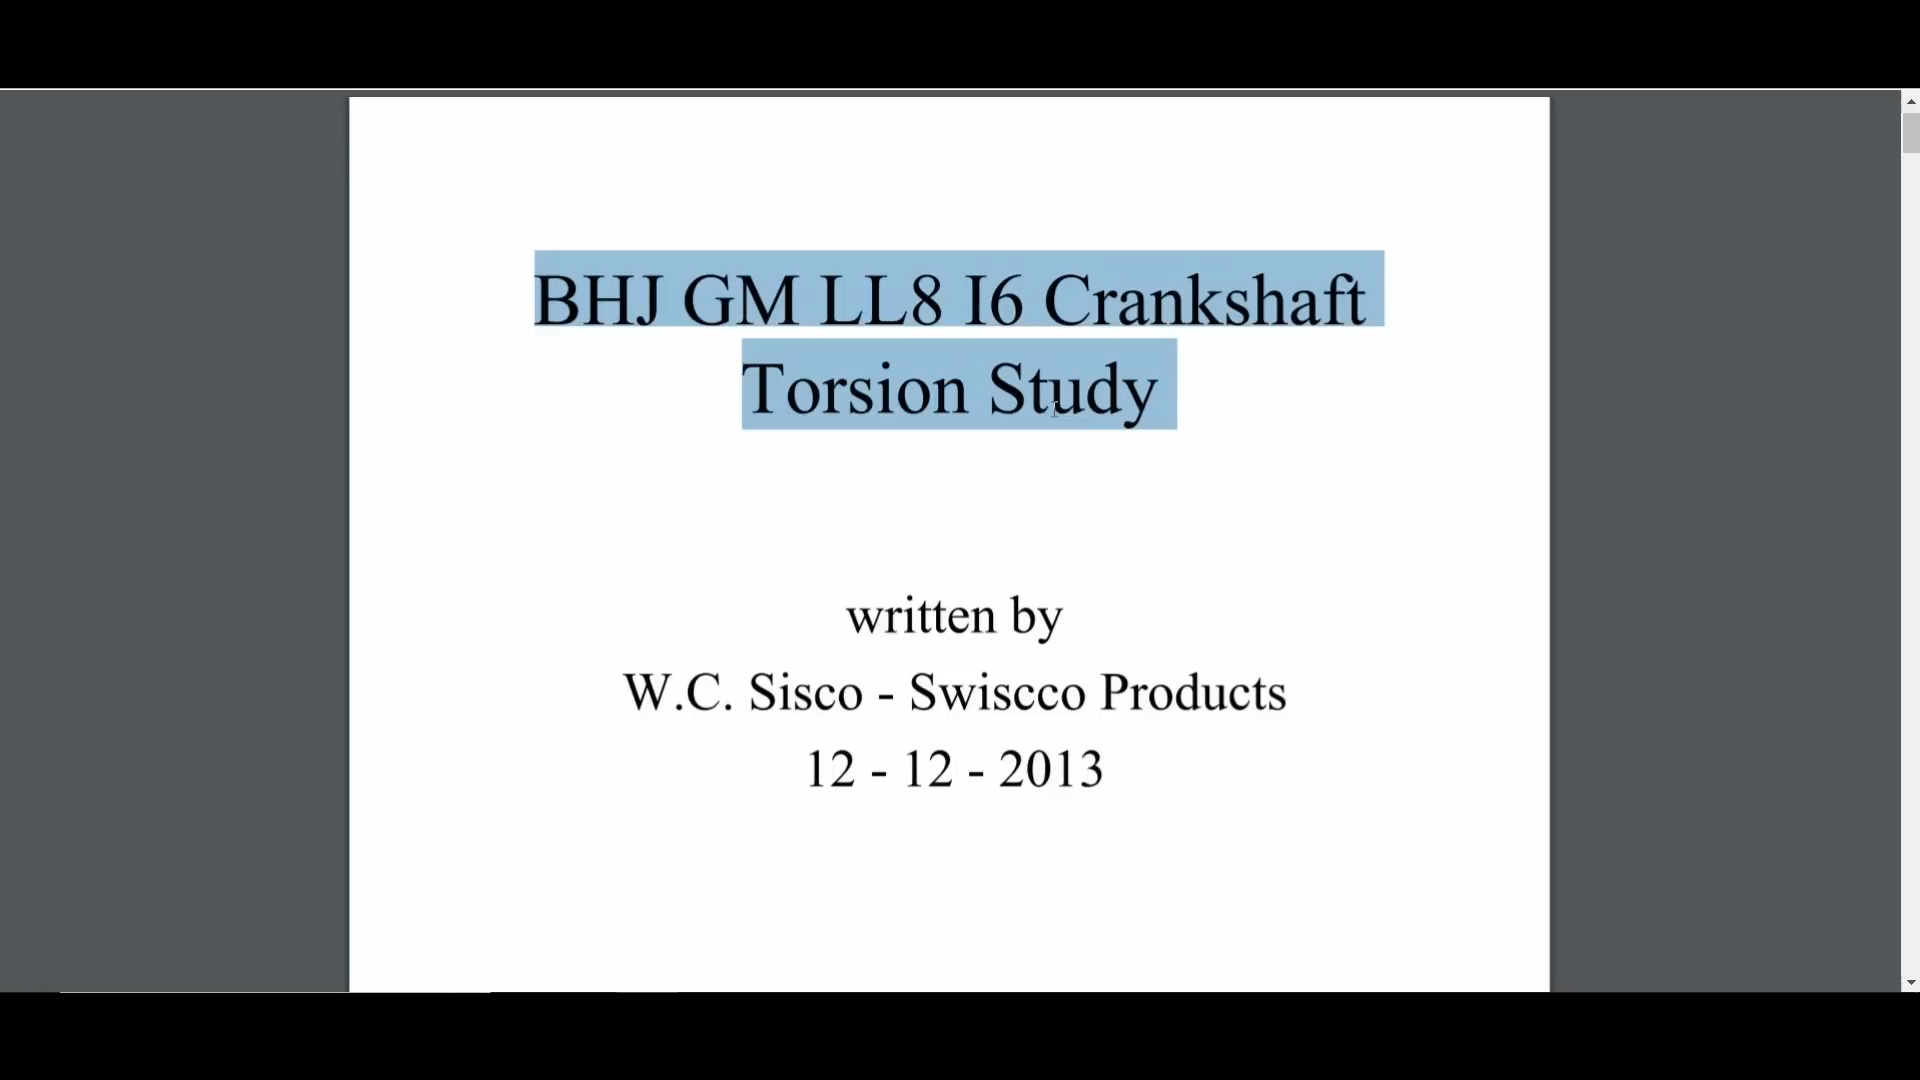 BHJ GM LL8 I6 Crankshaft
Torsion Study
written by
W.C. Sisco - Swiscco Products
12 - 12 - 2013